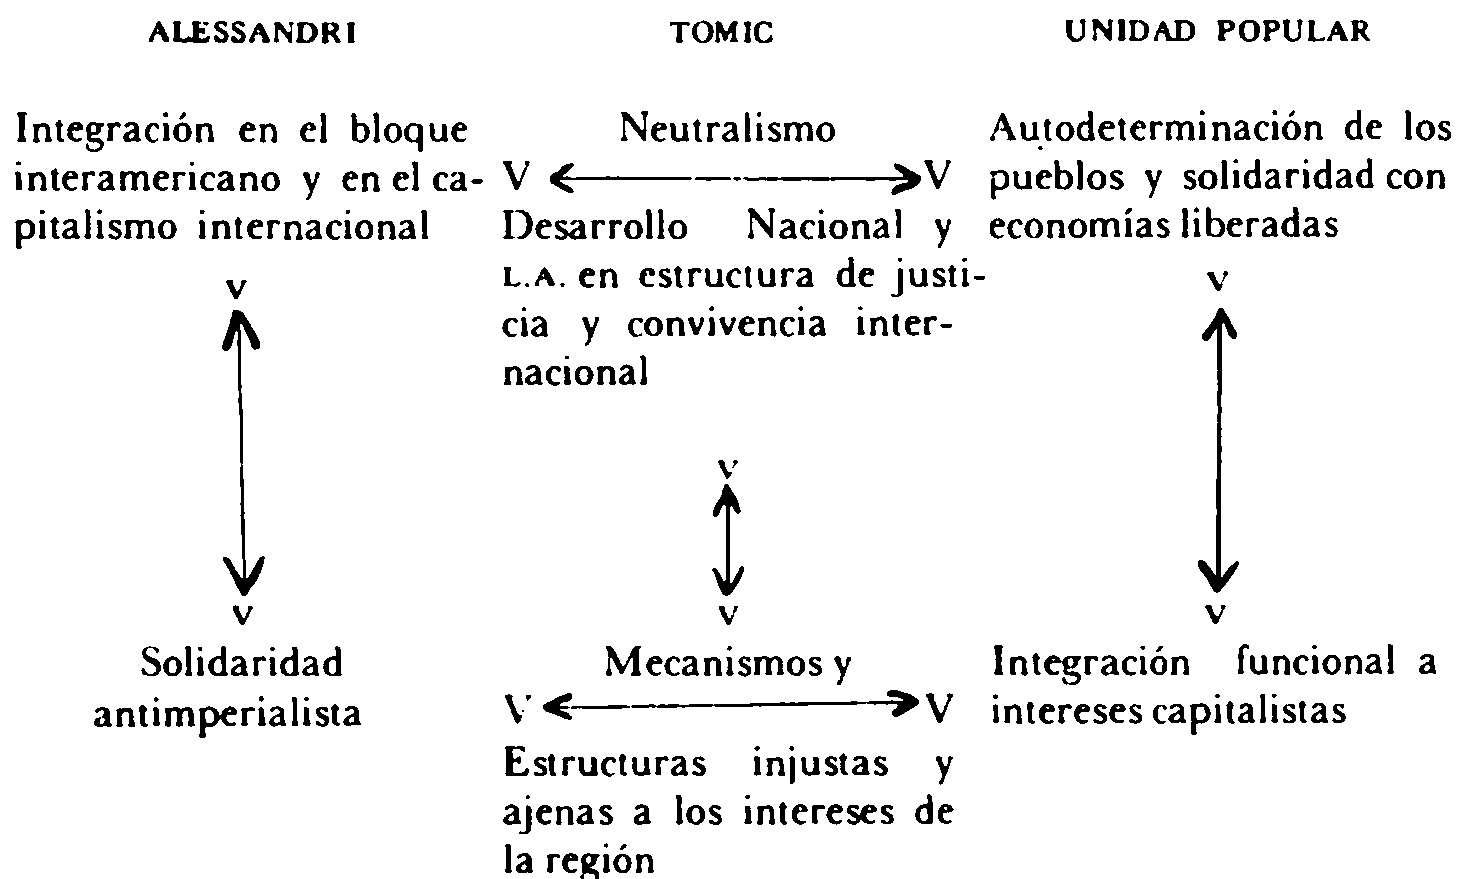 ALESSANDRI
Integración en el bloque
interamericano y en el ca-
pitalismo internacional
v
v
Solidaridad
antimperialista
TOMIC
Neutralismo
V V
Desarrollo Nacional y
L.A. en estructura de justi-
cia y convivencia inter-
nacional
v
v
Mecanismos y
V V
Estructuras injustas y
ajenas a los intereses de
la región
UNIDAD POPULAR
Autodeterminación de los
pueblos y solidaridad con
economías liberadas
v
v
Integración funcional a
intereses capitalistas